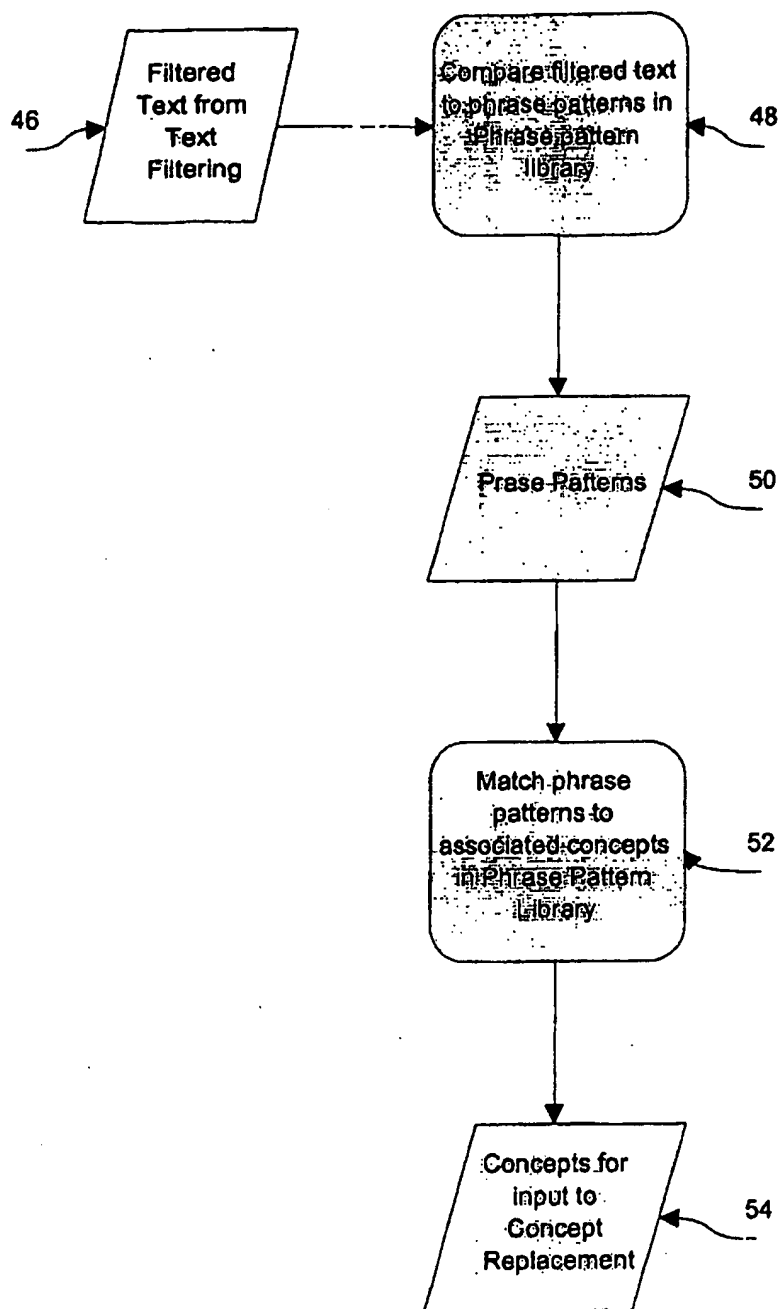 Filtered
Text from
Text
Filtering
46
Compare filtered text
to phrase patterns in
Phrase pattern
library
48
Prase Patterns
50
Match phrase
patterns to
associated concepts
in Phrase Pattern
Library
52
Concepts for
input to
Concept
Replacement
54